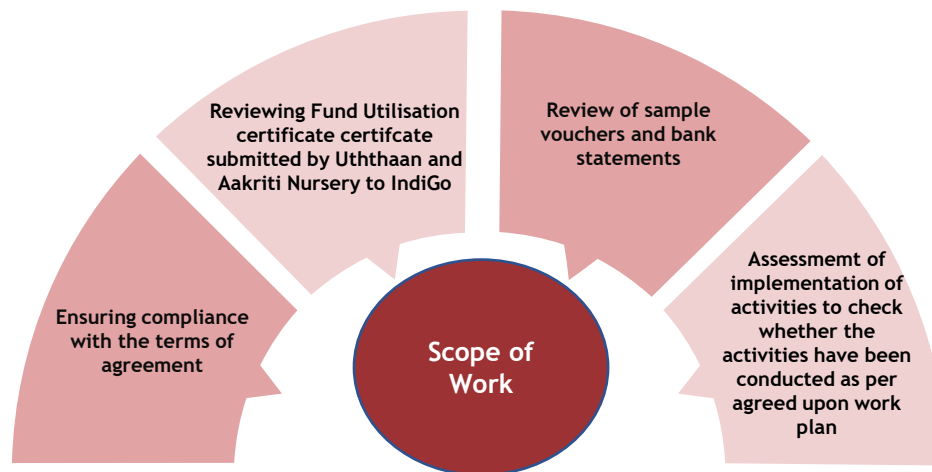 Ensuring compliance
with the terms of
agreement
Reviewing Fund Utilisation
certificate certifcate
submitted by Uththaan and
Aakriti Nursery to IndiGo
Review of sample
vouchers and bank
statements
Assessmemt of
implementation of
activities to check
whether the
activities have been
conducted as per
agreed upon work
plan
Scope of
Work